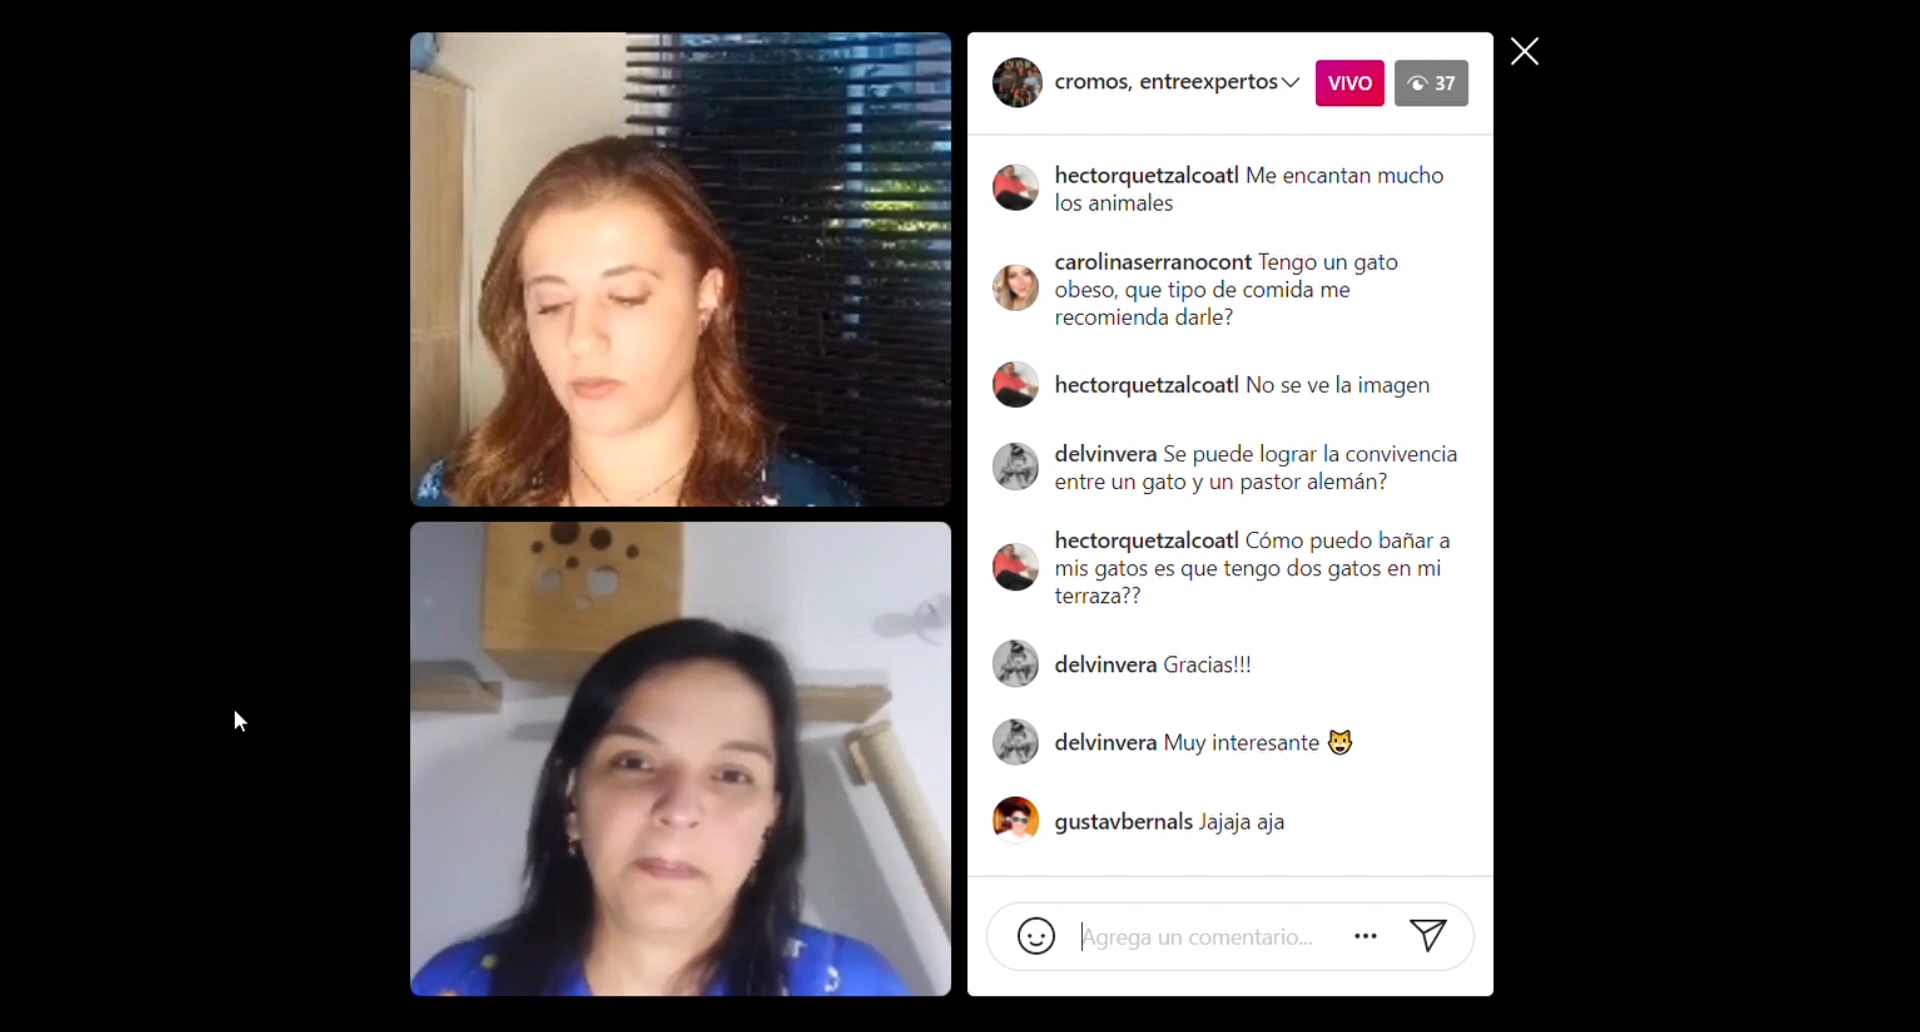 cromos, entreexpertos
VIVO
37
hectorquetzalcoatl Me encantan mucho
los animales
carolinaserranocont Tengo un gato
obeso, que tipo de comida me
recomienda darle?
hectorquetzalcoatl No se ve la imagen
delvinvera Se puede lograr la convivencia
entre un gato y un pastor alemán?
hectorquetzalcoatl Cómo puedo bañar a
mis gatos es que tengo dos gatos en mi
terraza??
delvinvera Gracias!!!
delvinvera Muy interesante 😺
gustavbernals Jajaja aja
Agrega un comentario...